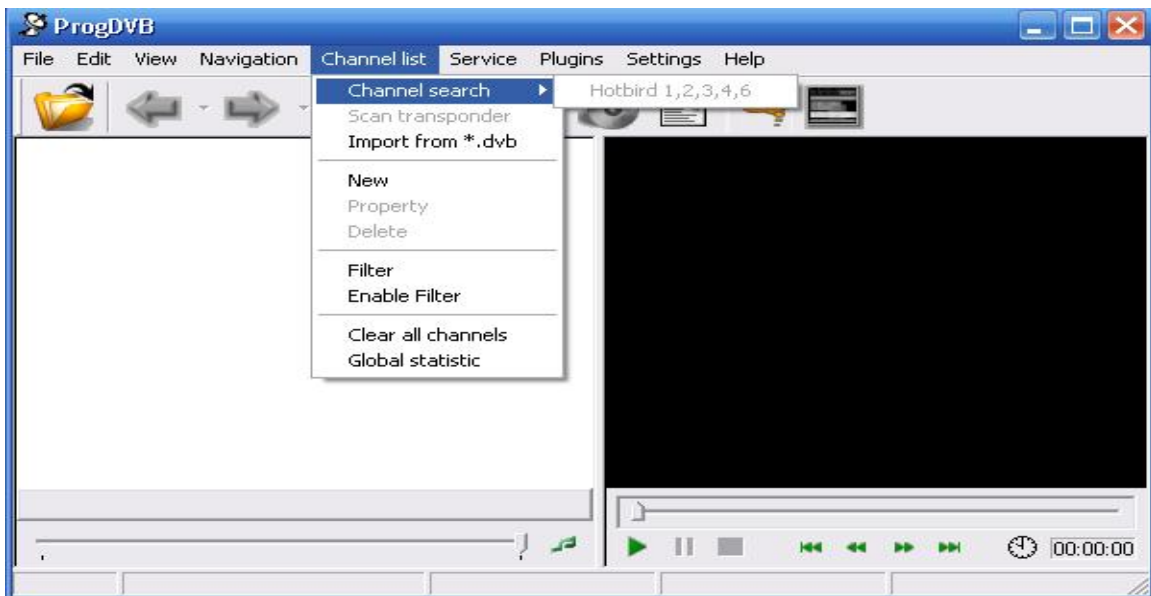 ProgDVB
File Edit View Navigation Channel list Service Plugins Settings Help
Channel search Hotbird 1,2,3,4,6
Scan transponder
Import from *.dvb
New
Property
Delete
Filter
Enable Filter
Clear all channels
Global statistic
00:00:00